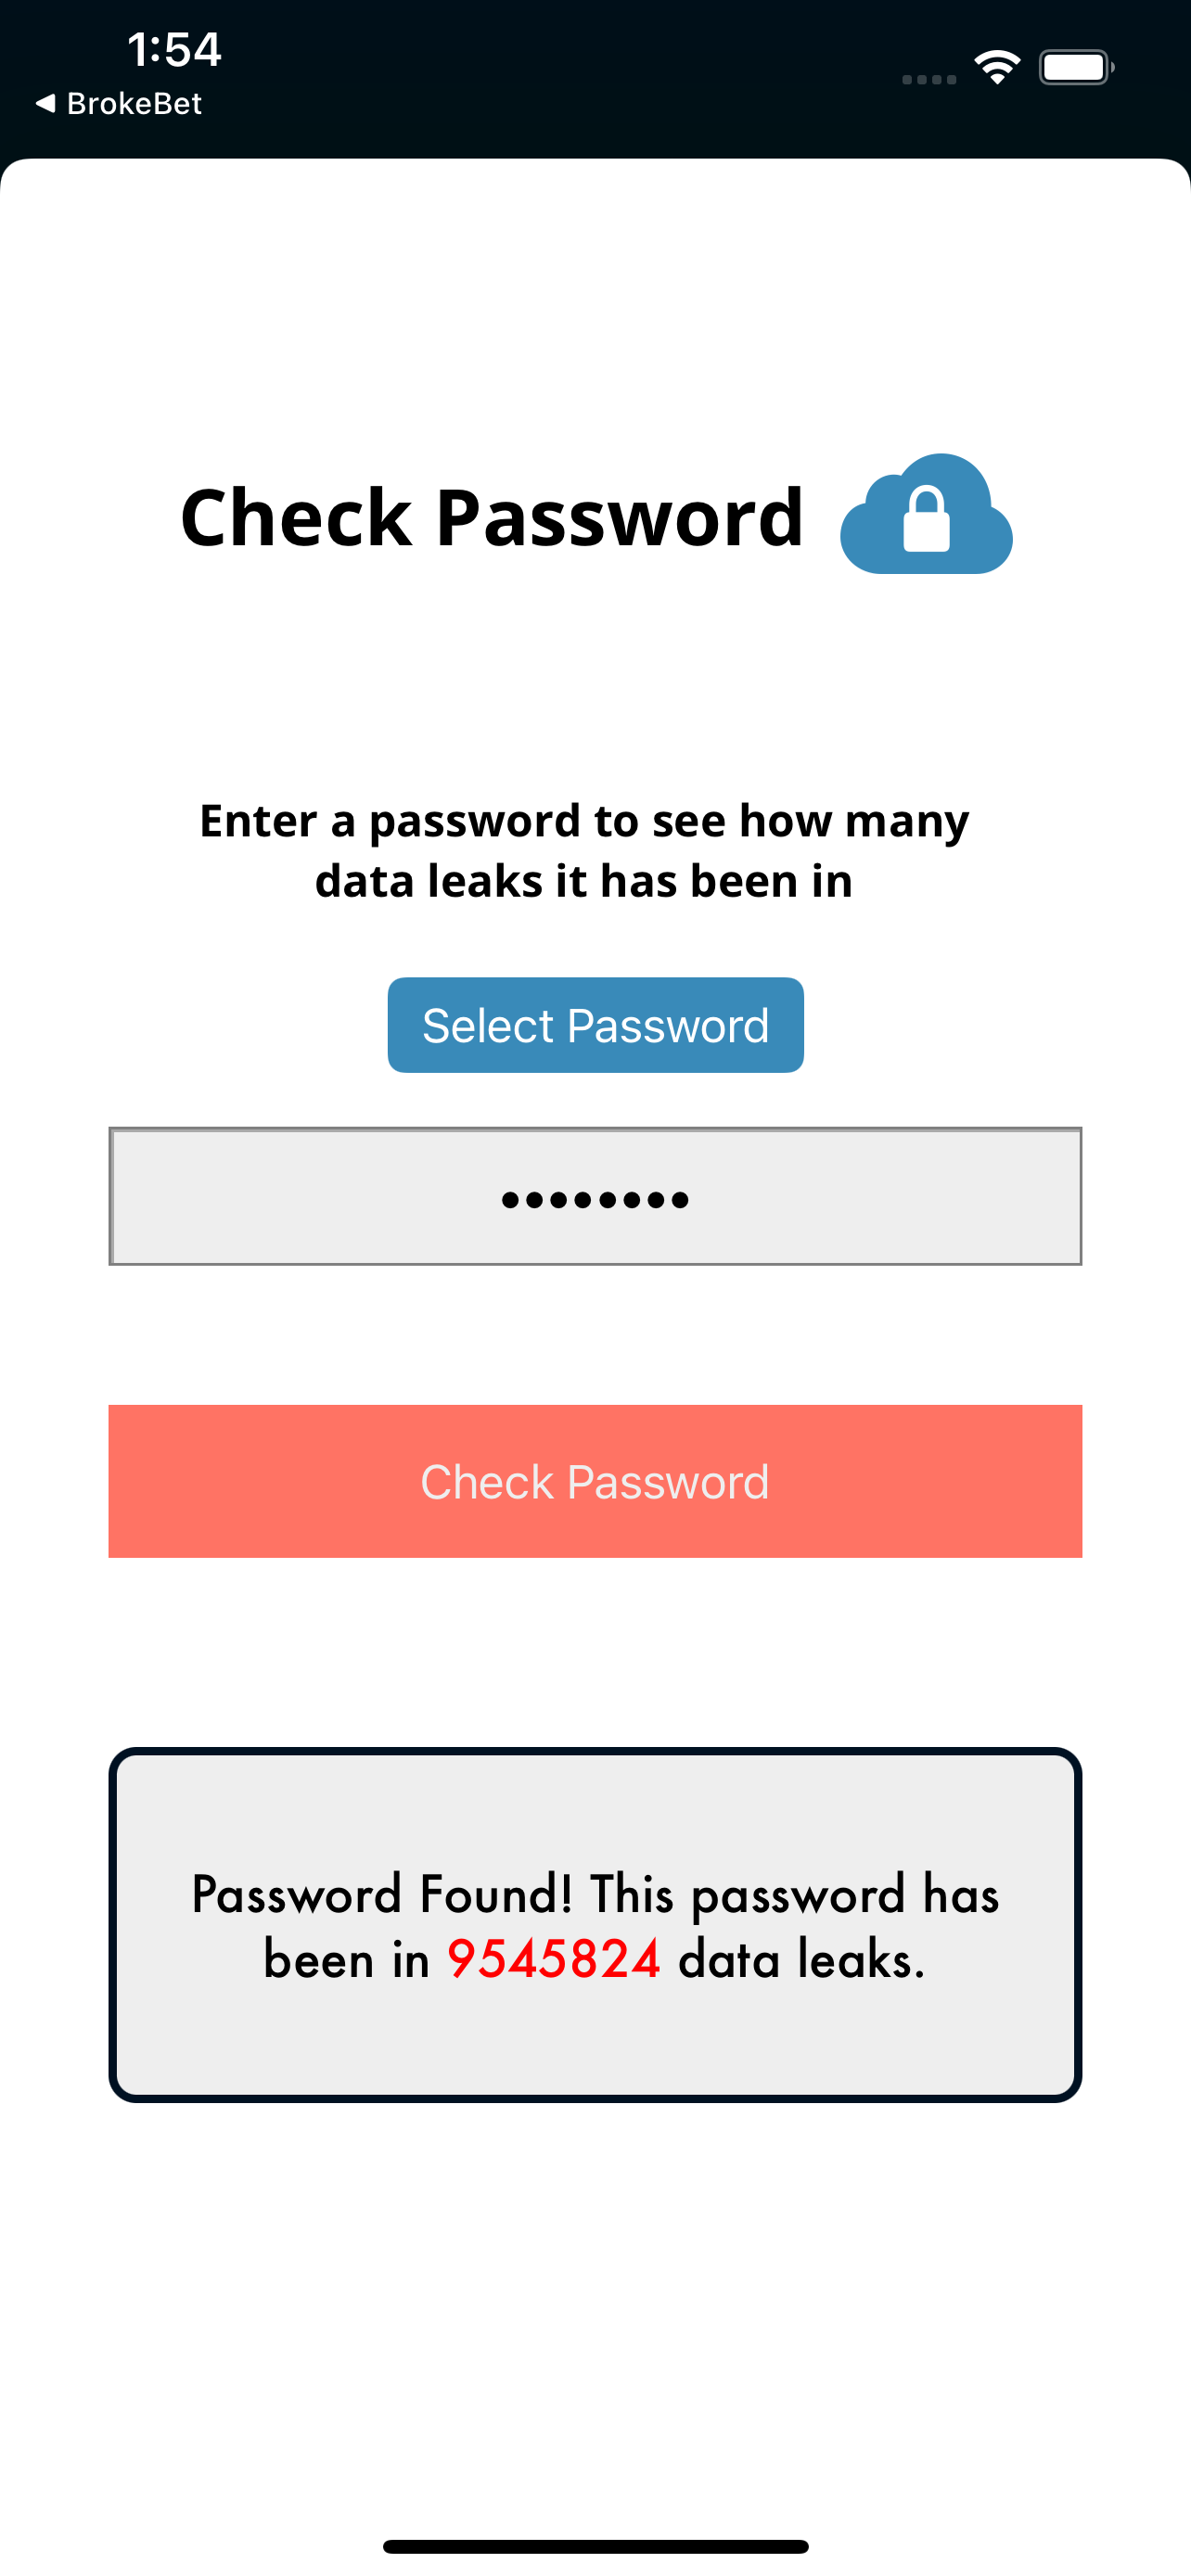 1:54
◀ BrokeBet
Check Password
Enter a password to see how many
data leaks it has been in
Select Password
••••••••
Check Password
Password Found! This password has
been in 9545824 data leaks.